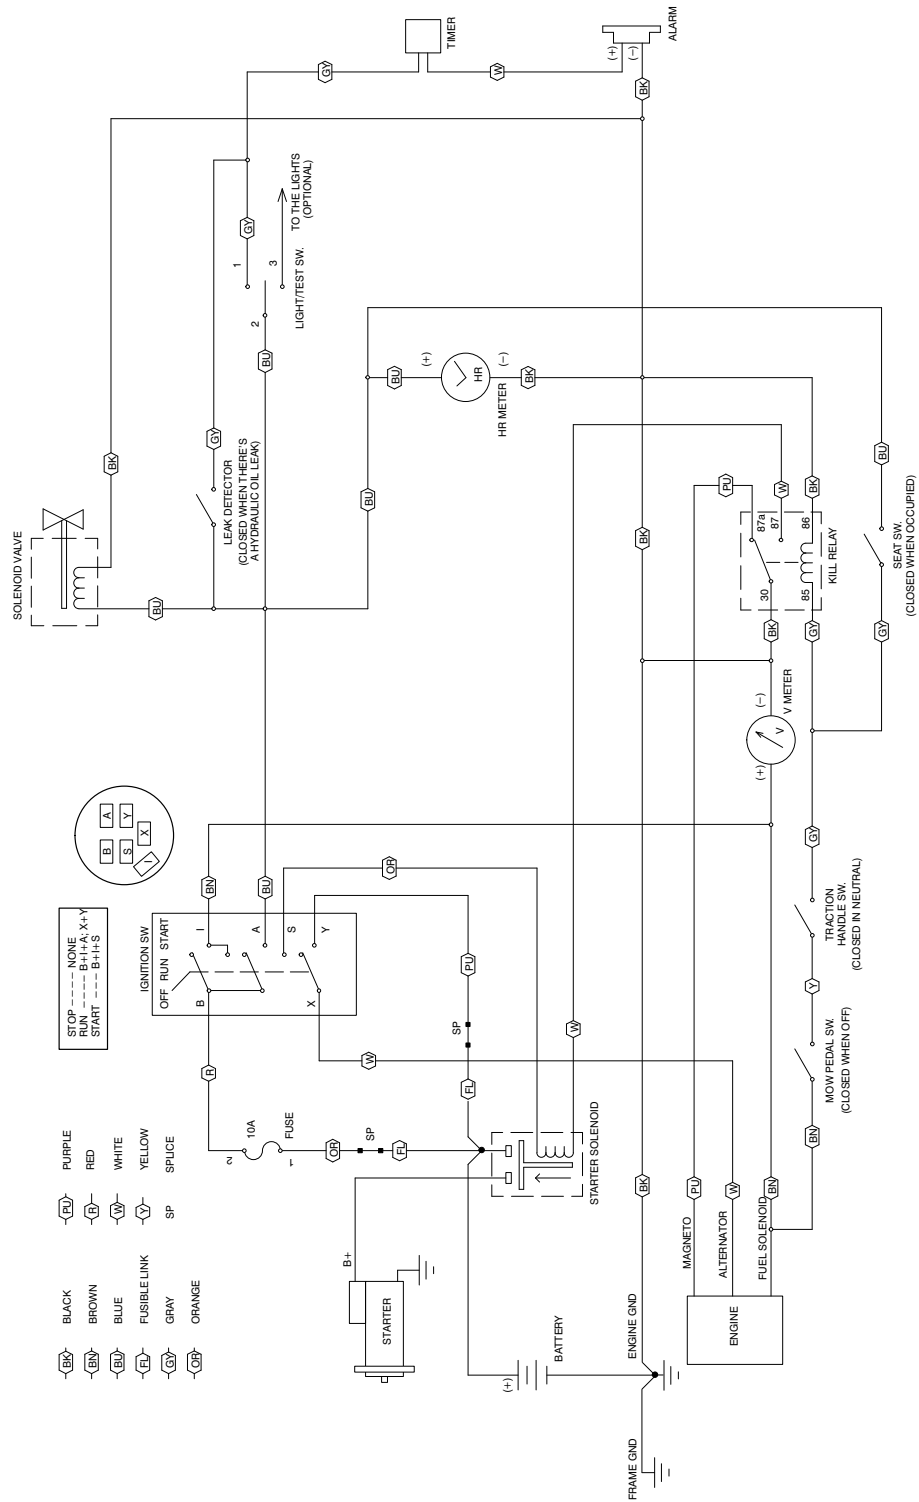 SOLENOID VALVE
BK
BU
GY
LEAK DETECTOR
(CLOSED WHEN THERE'S
A HYDRAULIC OIL LEAK)
GY
1
2
3
BU
LIGHT/TEST SW.
TO THE LIGHTS
(OPTIONAL)
GY
TIMER
W
ALARM
(+)
(−)
BK
BU
BU
(+)
HR
(−)
HR METER
BK
BK
PU
W
BK
87a
87
86
30
85
KILL RELAY
BK
GY
BU
SEAT SW.
(CLOSED WHEN OCCUPIED)
GY
(−)
V
(+)
V METER
GY
TRACTION
HANDLE SW.
(CLOSED IN NEUTRAL)
Y
MOW PEDAL SW.
(CLOSED WHEN OFF)
BN
B
A
S
Y
X
I
STOP ---- NONE
RUN ---- B+I+A; X+Y
START --- B+I+S
IGNITION SW
OFF RUN START
B
X
I
A
S
Y
BN
BU
OR
PU
SP
FL
W
W
R
2
10A
FUSE
1
OR
SP
FL
STARTER SOLENOID
B+
STARTER
(+)
BATTERY
ENGINE GND
FRAME GND
BK
PU
W
BN
MAGNETO
ALTERNATOR
FUEL SOLENOID
ENGINE
BK BLACK
BN BROWN
BU BLUE
FL FUSIBLE LINK
GY GRAY
OR ORANGE
PU PURPLE
R RED
W WHITE
Y YELLOW
SP SPLICE